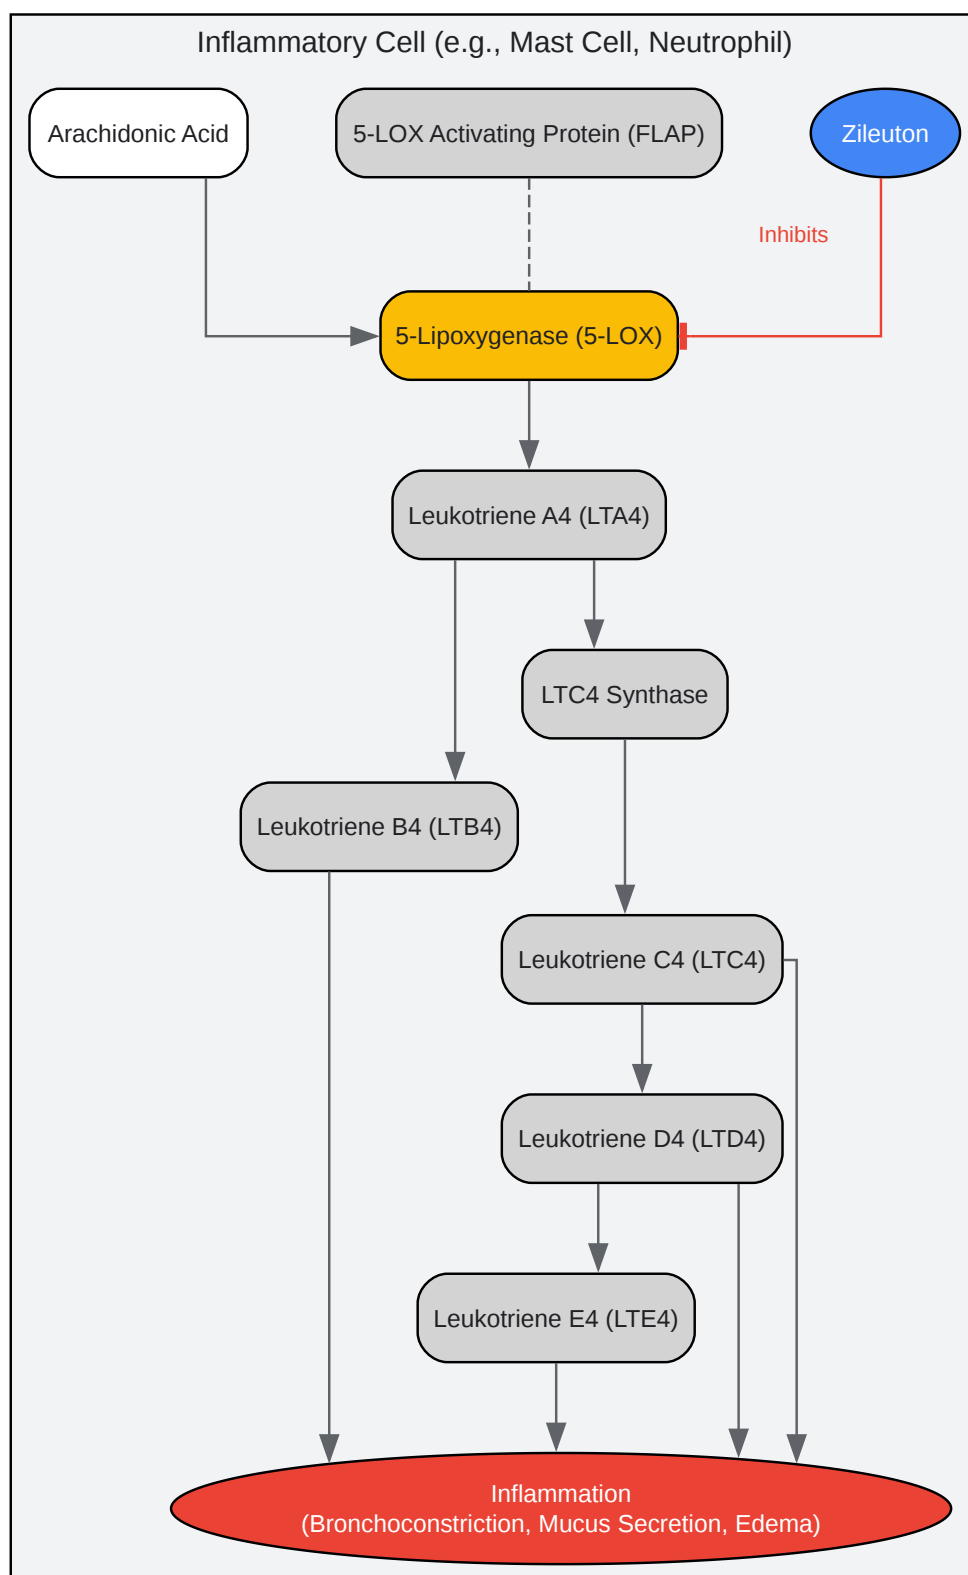 Inflammatory Cell (e.g., Mast Cell, Neutrophil)
Arachidonic Acid
5-LOX Activating Protein (FLAP)
Zileuton
Inhibits
5-Lipoxygenase (5-LOX)
Leukotriene A4 (LTA4)
LTC4 Synthase
Leukotriene B4 (LTB4)
Leukotriene C4 (LTC4)
Leukotriene D4 (LTD4)
Leukotriene E4 (LTE4)
Inflammation
(Bronchoconstriction, Mucus Secretion, Edema)